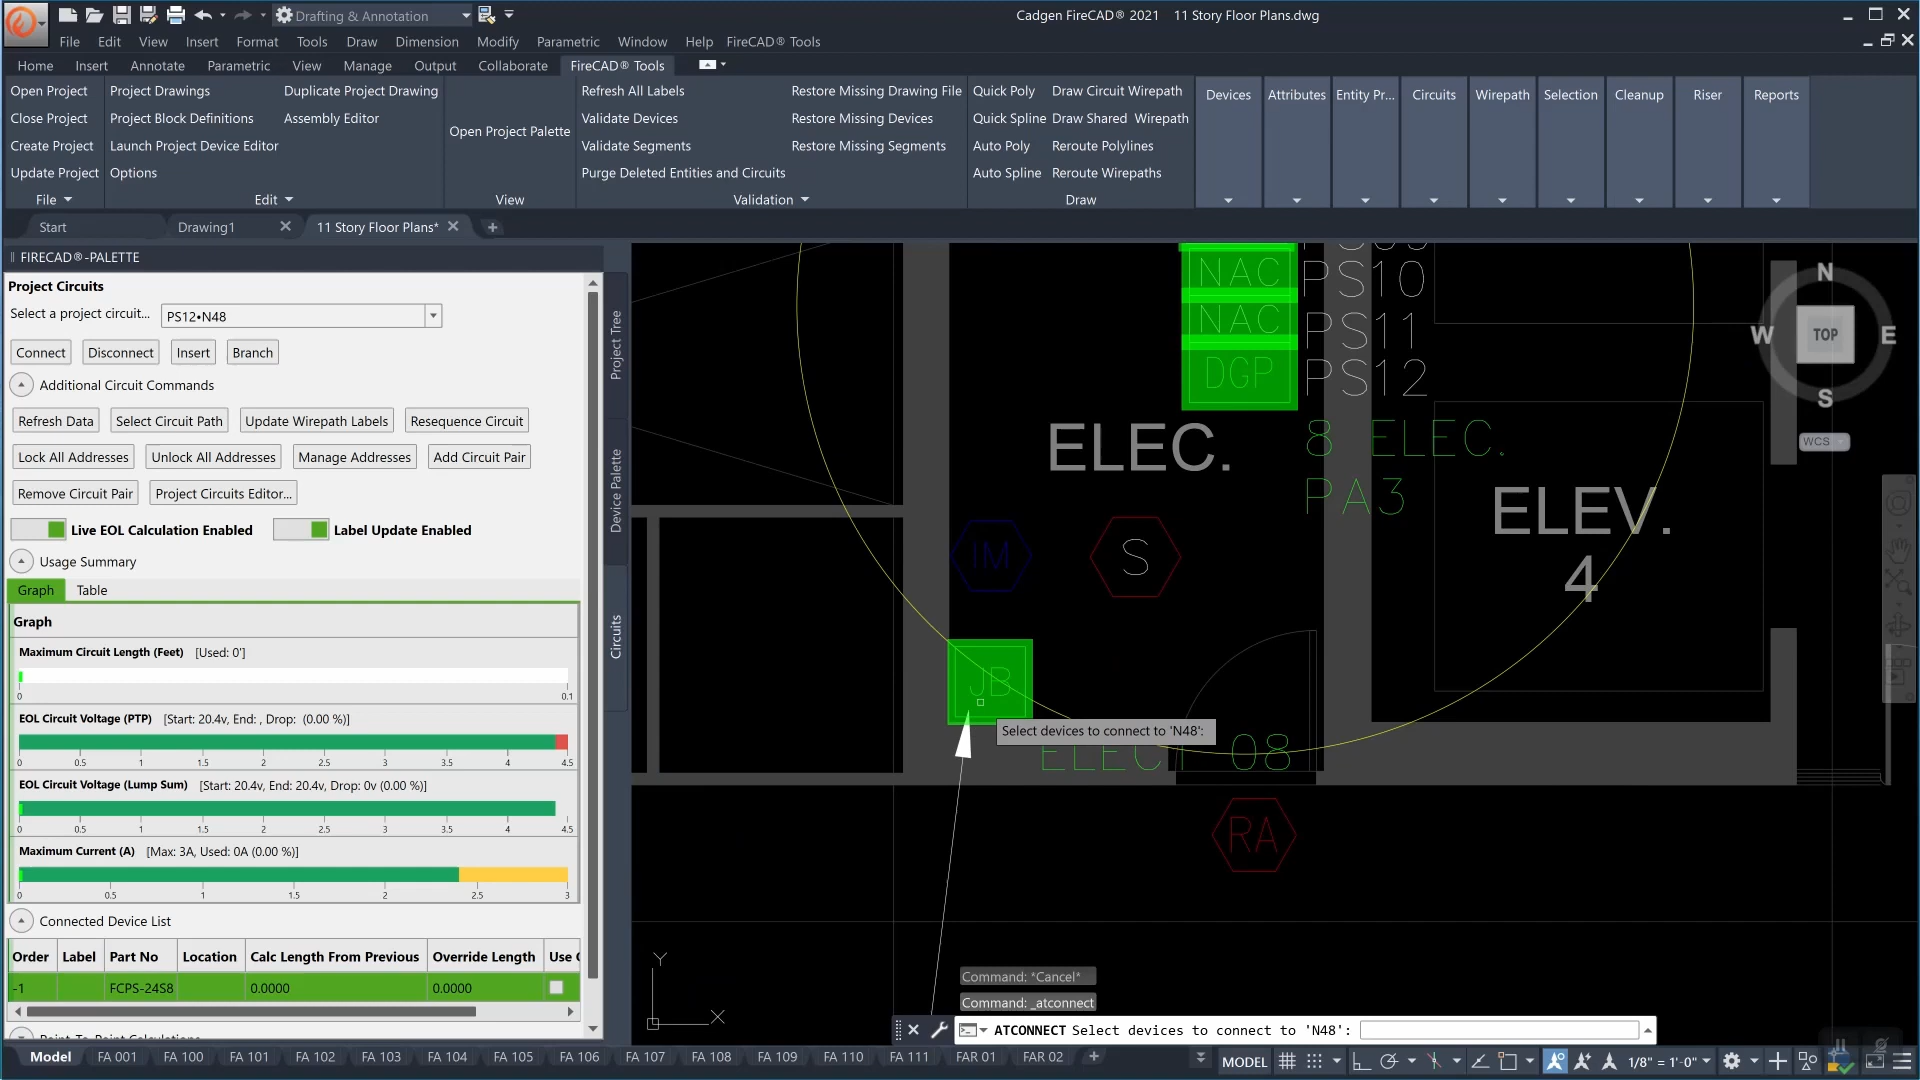 Drafting & Annotation
Cadgen FireCAD® 2021 11 Story Floor Plans.dwg
File Edit View Insert Format Tools Draw Dimension Modify Parametric Window Help FireCAD® Tools
Home Insert Annotate Parametric View Manage Output Collaborate FireCAD® Tools
Open Project Project Drawings Duplicate Project Drawing Refresh All Labels Restore Missing Drawing File Quick Poly Draw Circuit Wirepath
Devices Attributes Entity Pr... Circuits Wirepath Selection Cleanup Riser Reports
Close Project Project Block Definitions Assembly Editor Validate Devices Restore Missing Devices Quick Spline Draw Shared Wirepath
Open Project Palette
Create Project Launch Project Device Editor Validate Segments Restore Missing Segments Auto Poly Reroute Polylines
Update Project Options Purge Deleted Entities and Circuits Auto Spline Reroute Wirepaths
File Edit View Validation Draw
Start Drawing1 11 Story Floor Plans*
FIRECAD®-PALETTE
Project Circuits
Select a project circuit... PS12•N48
Connect Disconnect Insert Branch
Additional Circuit Commands
Refresh Data Select Circuit Path Update Wirepath Labels Resequence Circuit
Lock All Addresses Unlock All Addresses Manage Addresses Add Circuit Pair
Remove Circuit Pair Project Circuits Editor...
Live EOL Calculation Enabled Label Update Enabled
Usage Summary
Graph Table
Graph
Maximum Circuit Length (Feet) [Used: 0']
0 0.1
EOL Circuit Voltage (PTP) [Start: 20.4v, End: , Drop: (0.00 %)]
0 0.5 1 1.5 2 2.5 3 3.5 4 4.5
EOL Circuit Voltage (Lump Sum) [Start: 20.4v, End: 20.4v, Drop: 0v (0.00 %)]
0 0.5 1 1.5 2 2.5 3 3.5 4 4.5
Maximum Current (A) [Max: 3A, Used: 0A (0.00 %)]
0 0.5 1 1.5 2 2.5 3
Connected Device List
Order Label Part No Location Calc Length From Previous Override Length Use
-1 FCPS-24S8 0.0000 0.0000
Project Tree
Device Palette
Circuits
NAC PS10
NAC PS11
DGP PS12
ELEC.
8 ELEC.
PA3
ELEV.
4
IM
S
JB
Select devices to connect to 'N48':
08
RA
N
W TOP E
S
WCS
Y
X
Command: *Cancel*
Command: _atconnect
ATCONNECT Select devices to connect to 'N48':
Model FA 001 FA 100 FA 101 FA 102 FA 103 FA 104 FA 105 FA 106 FA 107 FA 108 FA 109 FA 110 FA 111 FAR 01 FAR 02
MODEL 1/8" = 1'-0"